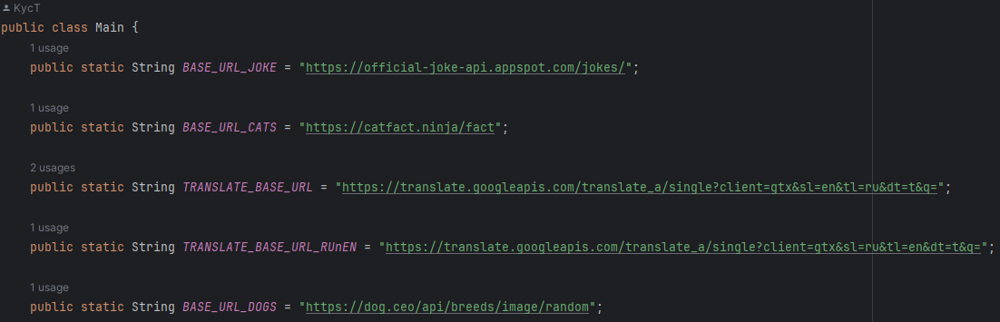 KycT
public class Main {
1 usage
public static String BASE_URL_JOKE = "https://official-joke-api.appspot.com/jokes/";
1 usage
public static String BASE_URL_CATS = "https://catfact.ninja/fact";
2 usages
public static String TRANSLATE_BASE_URL = "https://translate.googleapis.com/translate_a/single?client=gtx&sl=en&tl=ru&dt=t&q=";
1 usage
public static String TRANSLATE_BASE_URL_RUnEN = "https://translate.googleapis.com/translate_a/single?client=gtx&sl=ru&tl=en&dt=t&q=";
1 usage
public static String BASE_URL_DOGS = "https://dog.ceo/api/breeds/image/random";